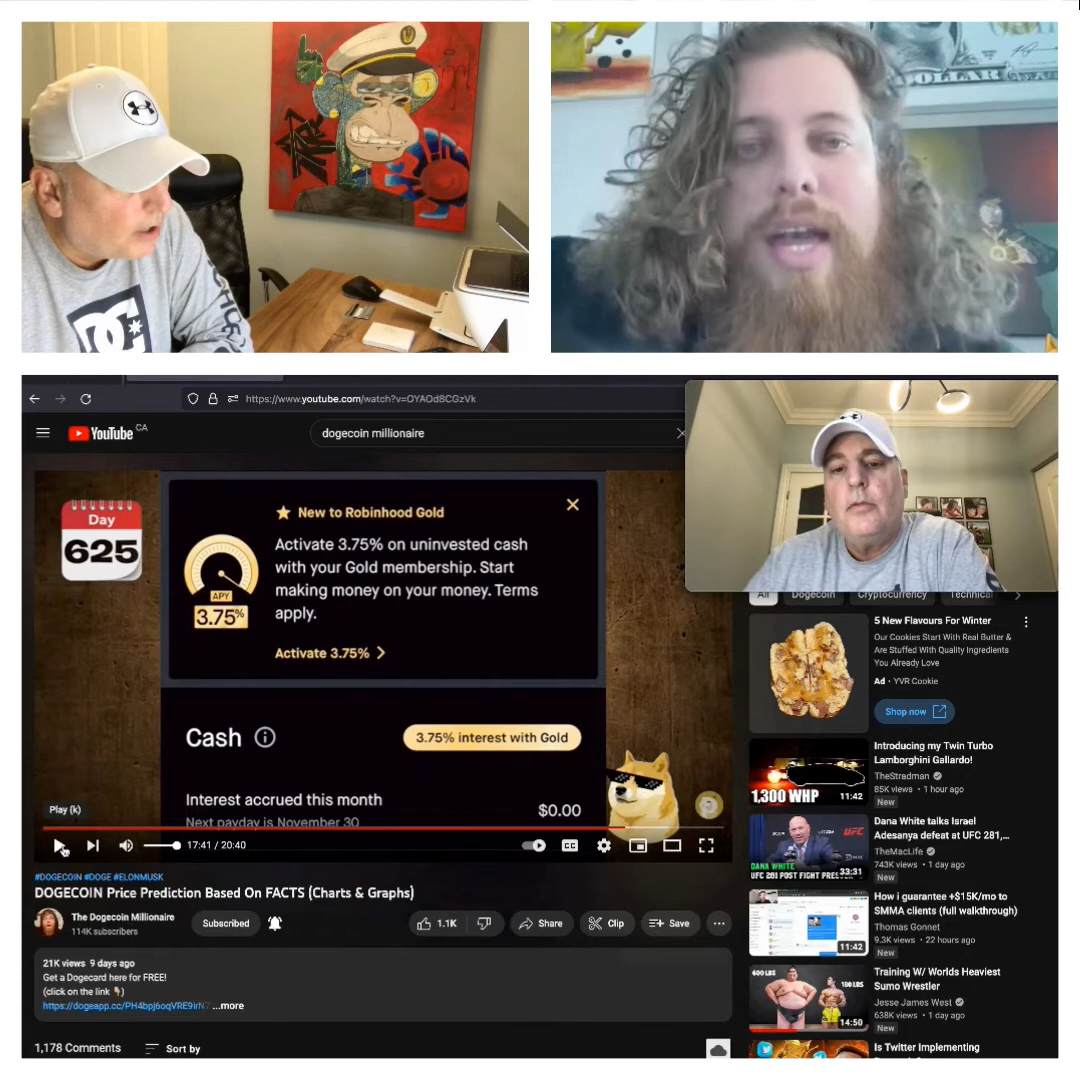 DOLLAR
DC
https://www.youtube.com/watch?v=OYAOd8CGzVk
YouTube CA
dogecoin millionaire
Day
625
New to Robinhood Gold
Activate 3.75% on uninvested cash
with your Gold membership. Start
making money on your money. Terms
apply.
APY
3.75%
Activate 3.75%
Cash
3.75% interest with Gold
Interest accrued this month
$0.00
Next payday is November 30
Play (k)
17:41 / 20:40
CC
#DOGECOIN #DOGE #ELONMUSK
DOGECOIN Price Prediction Based On FACTS (Charts & Graphs)
The Dogecoin Millionaire
114K subscribers
Subscribed
1.1K
Share
Clip
Save
21K views 9 days ago
Get a Dogecard here for FREE!
(click on the link 👇)
...more
1,178 Comments
Sort by
All
Dogecoin
Cryptocurrency
Technical
5 New Flavours For Winter
Our Cookies Start With Real Butter &
Are Stuffed With Quality Ingredients
You Already Love
Ad • YVR Cookie
Shop now
1,300 WHP
11:42
Introducing my Twin Turbo
Lamborghini Gallardo!
TheStradman
85K views • 1 hour ago
New
UFC
DANA WHITE
UFC 281 POST FIGHT PRES
33:31
Dana White talks Israel
Adesanya defeat at UFC 281,...
TheMacLife
743K views • 1 day ago
New
11:42
How i guarantee +$15K/mo to
SMMA clients (full walkthrough)
Thomas Gonnet
9.3K views • 22 hours ago
New
600 LBS
180 LBS
14:50
Training W/ Worlds Heaviest
Sumo Wrestler
Jesse James West
638K views • 1 day ago
New
Is Twitter Implementing